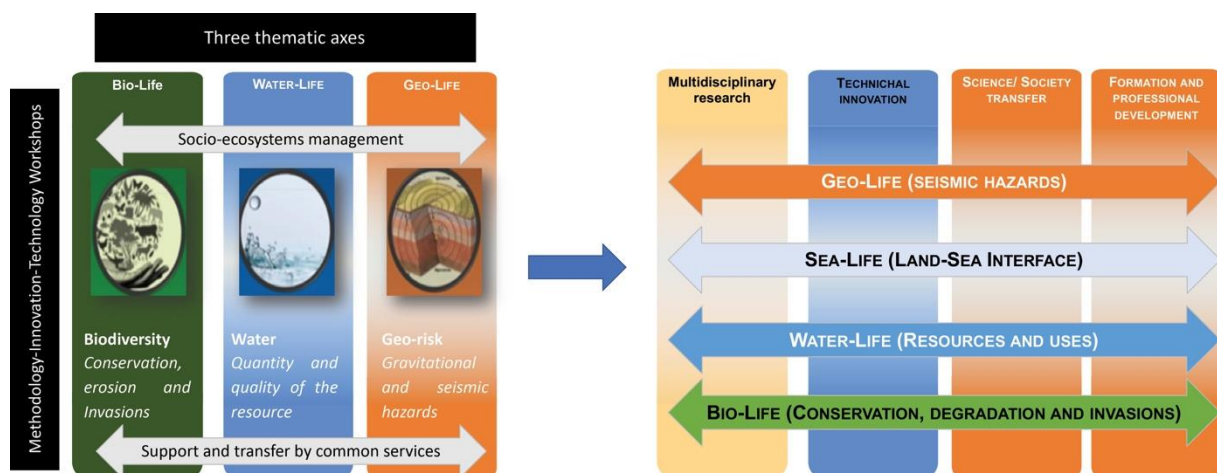 Three thematic axes
Methodology-Innovation-Technology Workshops
BIO-LIFE
WATER-LIFE
GEO-LIFE
Socio-ecosystems management
Biodiversity
Conservation,
erosion and
Invasions
Water
Quantity and
quality of the
resource
Geo-risk
Gravitational
and seismic
hazards
Support and transfer by common services
Multidisciplinary
research
TECHNICHAL
INNOVATION
SCIENCE/ SOCIETY
TRANSFER
FORMATION AND
PROFESSIONAL
DEVELOPMENT
GEO-LIFE (SEISMIC HAZARDS)
SEA-LIFE (LAND-SEA INTERFACE)
WATER-LIFE (RESOURCES AND USES)
BIO-LIFE (CONSERVATION, DEGRADATION AND INVASIONS)